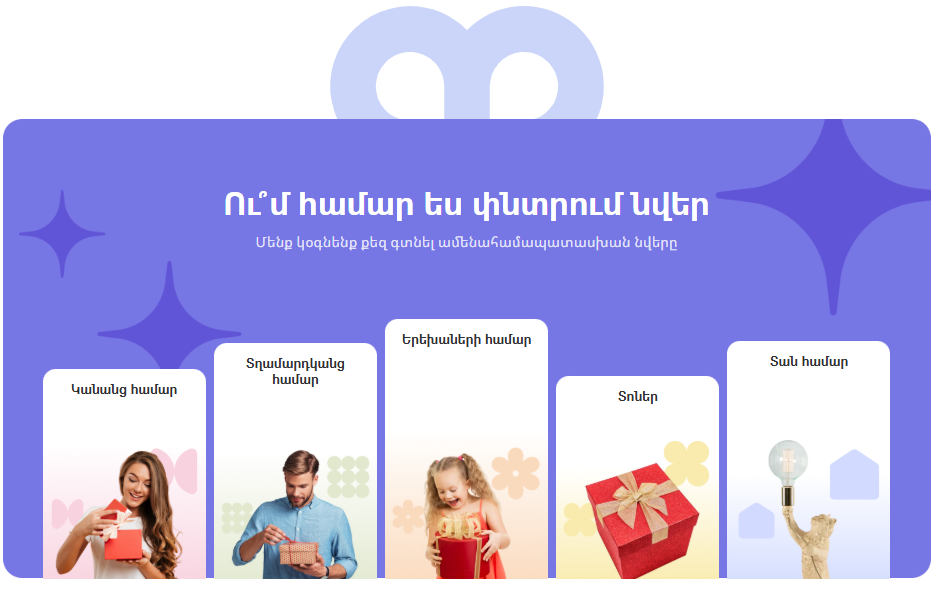 Ու՞մ համար ես փնտրում նվեր
Մենք կօգնենք քեզ գտնել ամենահամապատասխան նվերը
Կանանց համար
Տղամարդկանց
համար
Երեխաների համար
Տոներ
Տան համար